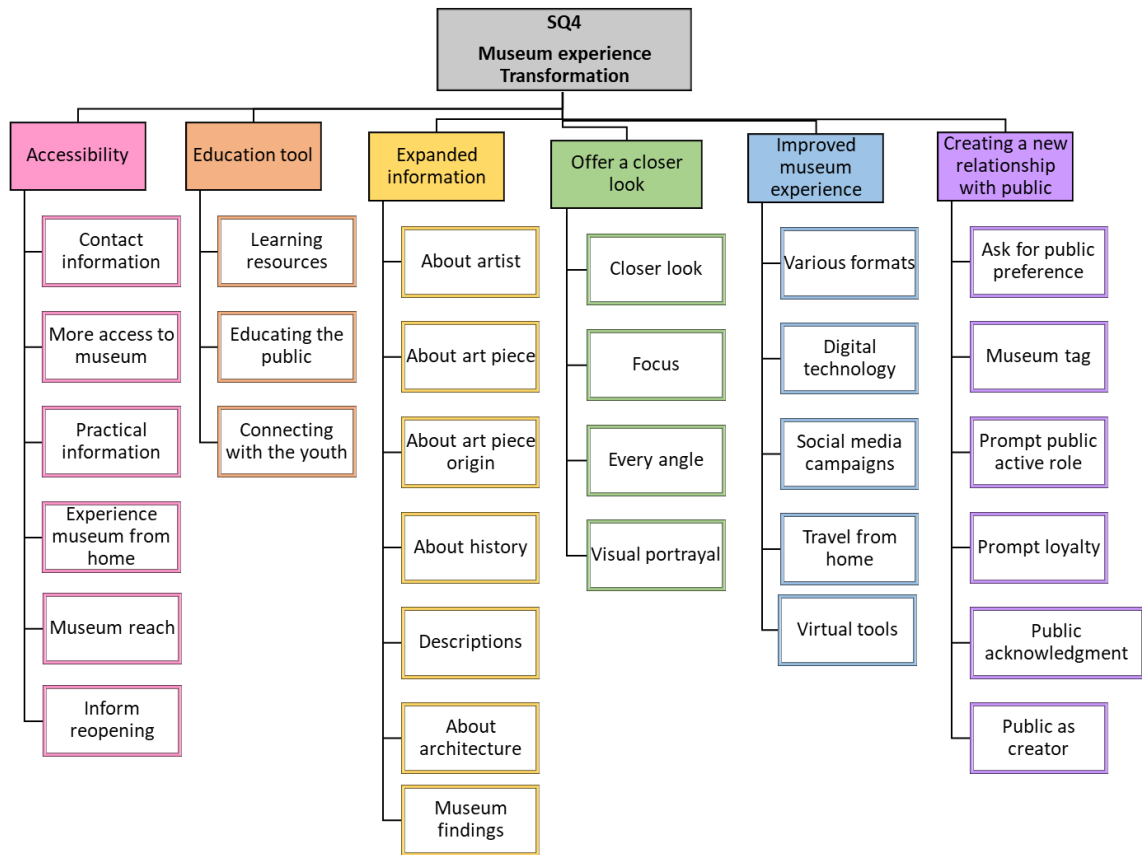 SQ4
Museum experience
Transformation
Accessibility
Contact
information
More access to
museum
Practical
information
Experience
museum from
home
Museum reach
Inform
reopening
Education tool
Learning
resources
Educating the
public
Connecting
with the youth
Expanded
information
About artist
About art piece
About art piece
origin
About history
Descriptions
About
architecture
Museum
findings
Offer a closer
look
Closer look
Focus
Every angle
Visual portrayal
Improved
museum
experience
Various formats
Digital
technology
Social media
campaigns
Travel from
home
Virtual tools
Creating a new
relationship
with public
Ask for public
preference
Museum tag
Prompt public
active role
Prompt loyalty
Public
acknowledgment
Public as
creator